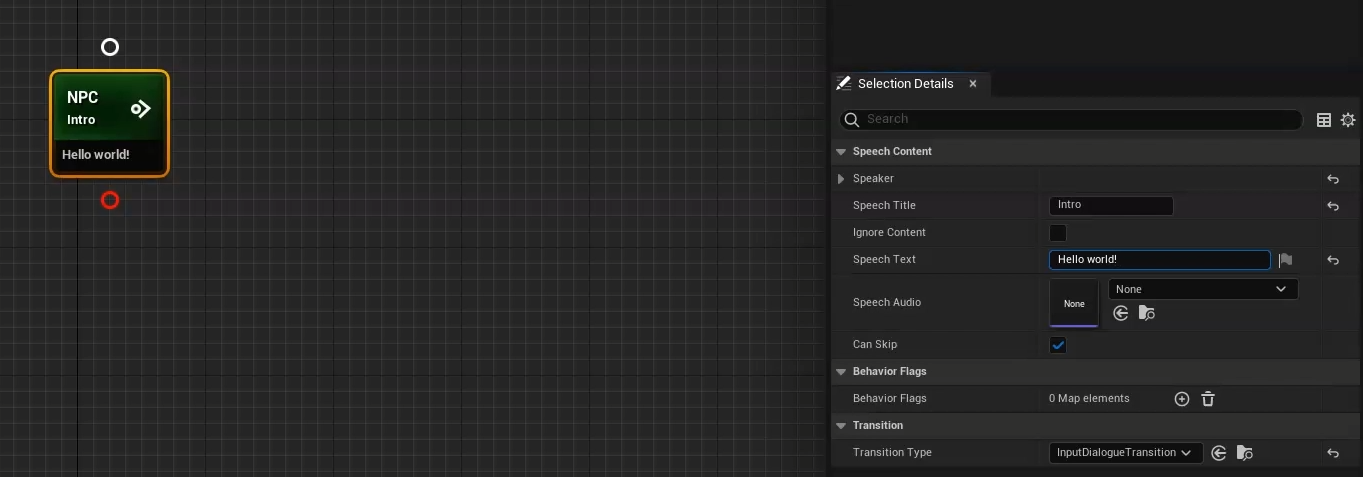 NPC
Intro
Hello world!
Selection Details
Search
Speech Content
Speaker
Speech Title
Intro
Ignore Content
Speech Text
Hello world!
Speech Audio
None
None
Can Skip
Behavior Flags
Behavior Flags
0 Map elements
Transition
Transition Type
InputDialogueTransition